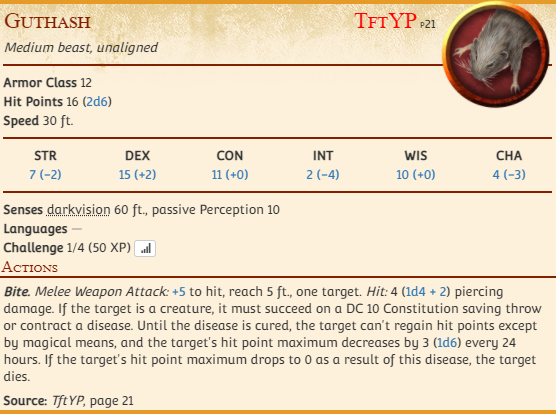 Guthash
TftYP p21
Medium beast, unaligned
Armor Class 12
Hit Points 16 (2d6)
Speed 30 ft.
STR DEX CON INT WIS CHA
7 (−2) 15 (+2) 11 (+0) 2 (−4) 10 (+0) 4 (−3)
Senses darkvision 60 ft., passive Perception 10
Languages —
Challenge 1/4 (50 XP)
Actions
Bite. Melee Weapon Attack: +5 to hit, reach 5 ft., one target. Hit: 4 (1d4 + 2) piercing
damage. If the target is a creature, it must succeed on a DC 10 Constitution saving throw
or contract a disease. Until the disease is cured, the target can't regain hit points except
by magical means, and the target's hit point maximum decreases by 3 (1d6) every 24
hours. If the target's hit point maximum drops to 0 as a result of this disease, the target
dies.
Source: TftYP, page 21